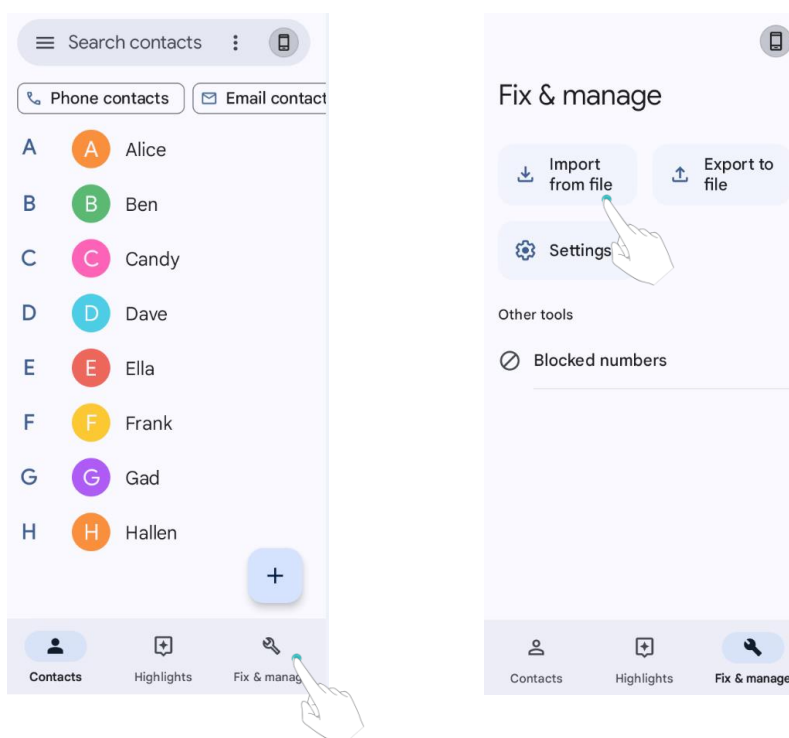 Search contacts
Phone contacts
Email contact
A
A
Alice
B
B
Ben
C
C
Candy
D
D
Dave
E
E
Ella
F
F
Frank
G
G
Gad
H
H
Hallen
Contacts
Highlights
Fix & manag
Fix & manage
Import
from file
Export to
file
Settings
Other tools
Blocked numbers
Contacts
Highlights
Fix & manage